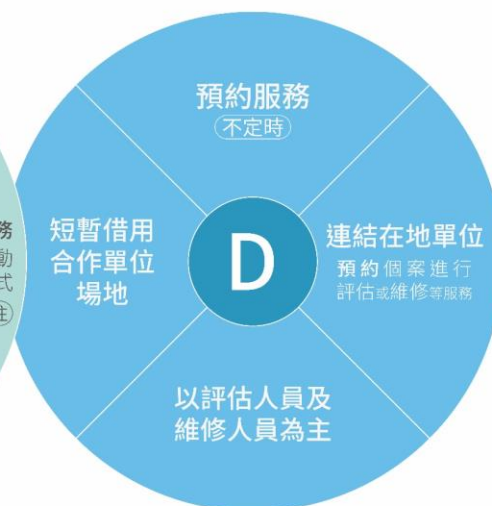 預約服務
(不定時)
務
動
式
短暫借用
合作單位
場地
D
連結在地單位
預約個案進行
評估或維修等服務
以評估人員及
維修人員為主